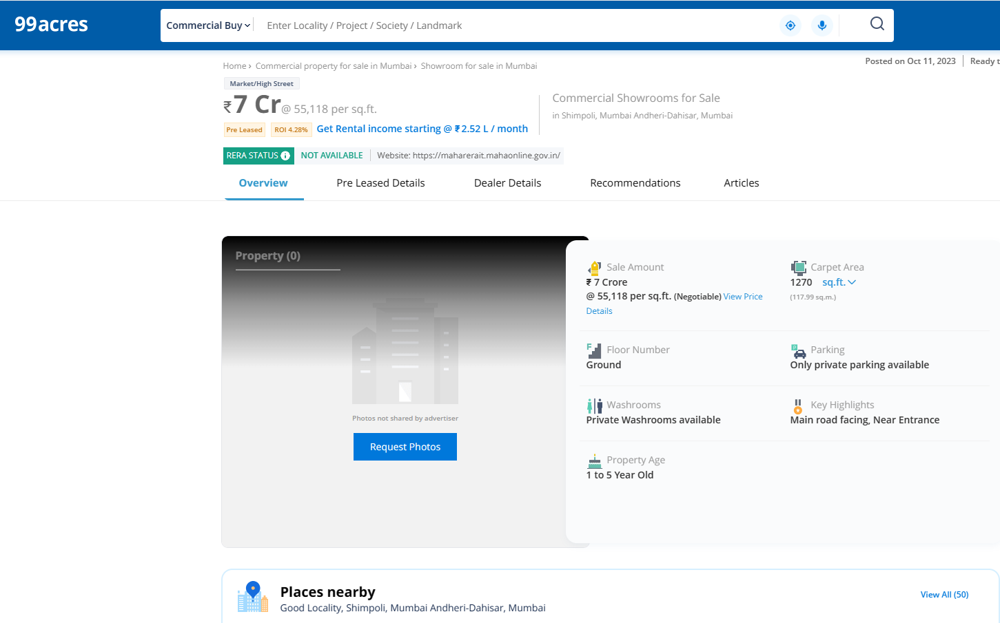 99acres
Commercial Buy
Enter Locality / Project / Society / Landmark
Home › Commercial property for sale in Mumbai › Showroom for sale in Mumbai
Posted on Oct 11, 2023
Ready t
Market/High Street
₹7 Cr@ 55,118 per sq.ft.
Commercial Showrooms for Sale
in Shimpoli, Mumbai Andheri-Dahisar, Mumbai
Pre Leased
ROI 4.28%
Get Rental income starting @ ₹2.52 L / month
RERA STATUS i NOT AVAILABLE
Website: https://maharerait.mahaonline.gov.in/
Overview
Pre Leased Details
Dealer Details
Recommendations
Articles
Property (0)
Photos not shared by advertiser
Request Photos
Sale Amount
₹ 7 Crore
@ 55,118 per sq.ft. (Negotiable) View Price
Details
Carpet Area
1270 sq.ft.
(117.99 sq.m.)
F
Floor Number
Ground
P
Parking
Only private parking available
Washrooms
Private Washrooms available
Key Highlights
Main road facing, Near Entrance
Property Age
1 to 5 Year Old
Places nearby
Good Locality, Shimpoli, Mumbai Andheri-Dahisar, Mumbai
View All (50)